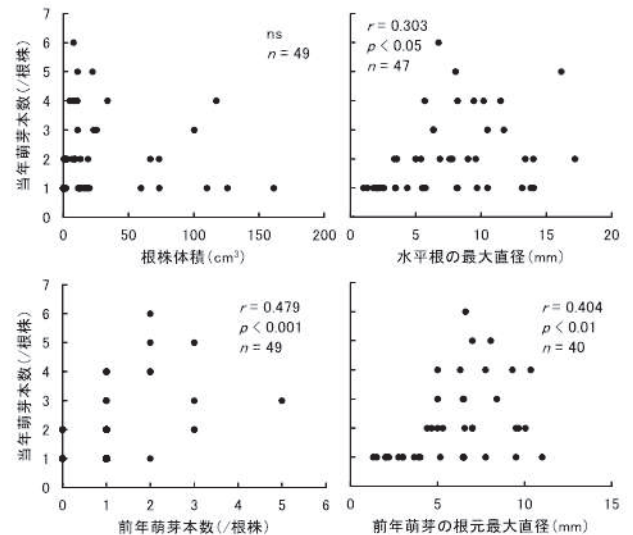 当年萌芽本数(/根株)
7
6
5
4
3
2
1
0
ns
n = 49
0
50
100
150
200
根株体積(cm³)
r = 0.303
p < 0.05
n = 47
0
5
10
15
20
水平根の最大直径(mm)
当年萌芽本数(/根株)
7
6
5
4
3
2
1
0
r = 0.479
p < 0.001
n = 49
0
1
2
3
4
5
6
前年萌芽本数(/根株)
r = 0.404
p < 0.01
n = 40
5
10
15
前年萌芽の根元最大直径(mm)